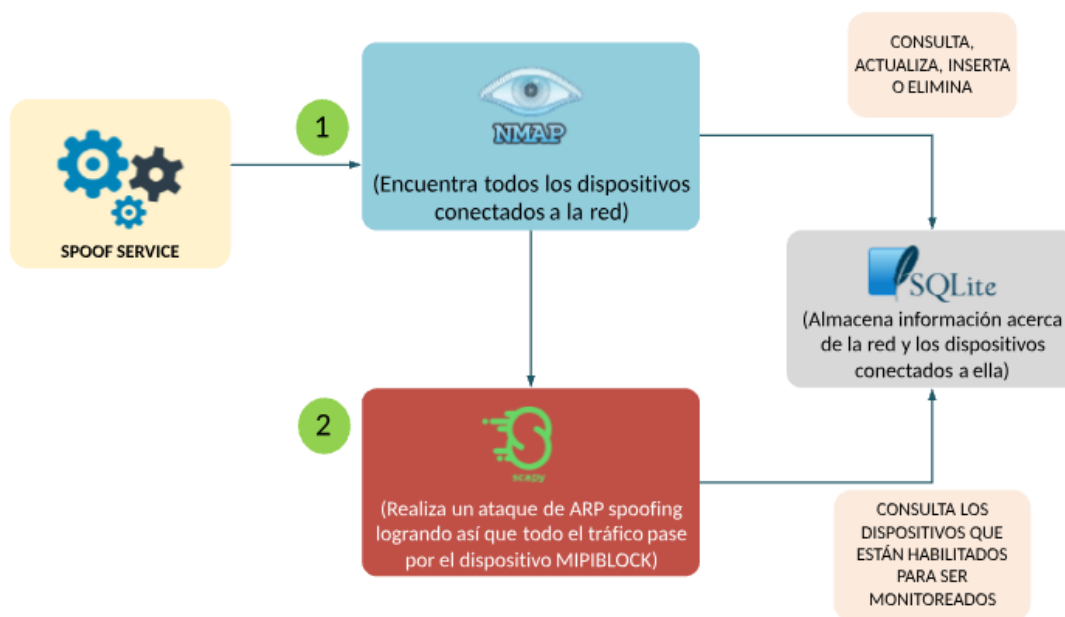 CONSULTA,
ACTUALIZA, INSERTA
O ELIMINA
1
NMAP
(Encuentra todos los dispositivos
conectados a la red)
SPOOF SERVICE
SQLite
(Almacena información acerca
de la red y los dispositivos
conectados a ella)
2
scapy
(Realiza un ataque de ARP spoofing
logrando así que todo el tráfico pase
por el dispositivo MIPIBLOCK)
CONSULTA LOS
DISPOSITIVOS QUE
ESTÁN HABILITADOS
PARA SER
MONITOREADOS